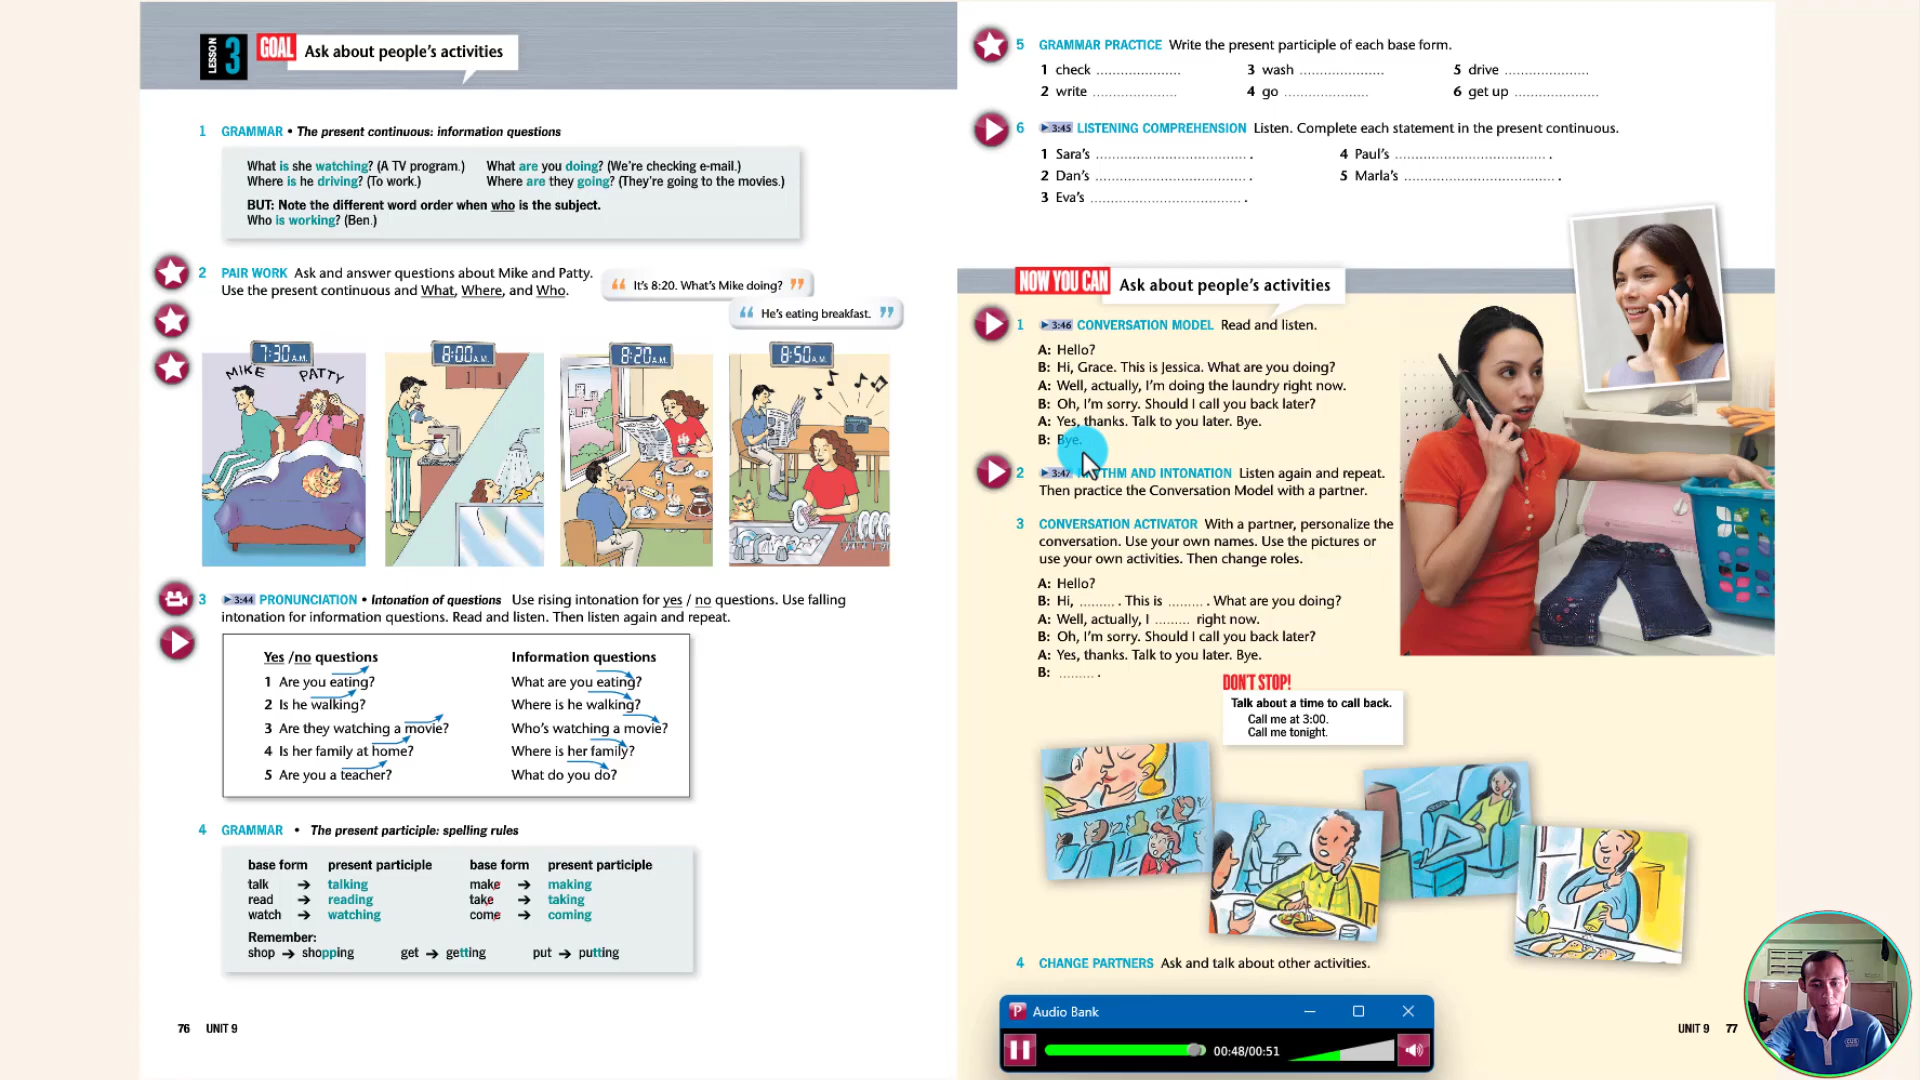 LESSON 3 GOAL Ask about people's activities
1 GRAMMAR • The present continuous: information questions
What is she watching? (A TV program.) What are you doing? (We're checking e-mail.)
Where is he driving? (To work.) Where are they going? (They're going to the movies.)
BUT: Note the different word order when who is the subject.
Who is working? (Ben.)
2 PAIR WORK Ask and answer questions about Mike and Patty.
Use the present continuous and What, Where, and Who.
“ It's 8:20. What's Mike doing? ”
“ He's eating breakfast. ”
7:30 A.M. 8:00 A.M. 8:20 A.M. 8:50 A.M.
MIKE PATTY
3 3:44 PRONUNCIATION • Intonation of questions Use rising intonation for yes / no questions. Use falling
intonation for information questions. Read and listen. Then listen again and repeat.
Yes /no questions Information questions
1 Are you eating? What are you eating?
2 Is he walking? Where is he walking?
3 Are they watching a movie? Who's watching a movie?
4 Is her family at home? Where is her family?
5 Are you a teacher? What do you do?
4 GRAMMAR • The present participle: spelling rules
base form present participle base form present participle
talk → talking make → making
read → reading take → taking
watch → watching come → coming
Remember:
shop → shopping get → getting put → putting
76 UNIT 9
5 GRAMMAR PRACTICE Write the present participle of each base form.
1 check ..................... 3 wash ..................... 5 drive .....................
2 write ..................... 4 go ..................... 6 get up .....................
6 3:45 LISTENING COMPREHENSION Listen. Complete each statement in the present continuous.
1 Sara's ..................................... . 4 Paul's ..................................... .
2 Dan's ..................................... . 5 Marla's ..................................... .
3 Eva's ..................................... .
NOW YOU CAN Ask about people's activities
1 3:46 CONVERSATION MODEL Read and listen.
A: Hello?
B: Hi, Grace. This is Jessica. What are you doing?
A: Well, actually, I'm doing the laundry right now.
B: Oh, I'm sorry. Should I call you back later?
A: Yes, thanks. Talk to you later. Bye.
B: Bye.
2 3:47 RHYTHM AND INTONATION Listen again and repeat.
Then practice the Conversation Model with a partner.
3 CONVERSATION ACTIVATOR With a partner, personalize the
conversation. Use your own names. Use the pictures or
use your own activities. Then change roles.
A: Hello?
B: Hi, ......... . This is ......... . What are you doing?
A: Well, actually, I ......... right now.
B: Oh, I'm sorry. Should I call you back later?
A: Yes, thanks. Talk to you later. Bye.
B: ......... .
DON'T STOP!
Talk about a time to call back.
Call me at 3:00.
Call me tonight.
4 CHANGE PARTNERS Ask and talk about other activities.
Audio Bank
00:48/00:51
UNIT 9 77